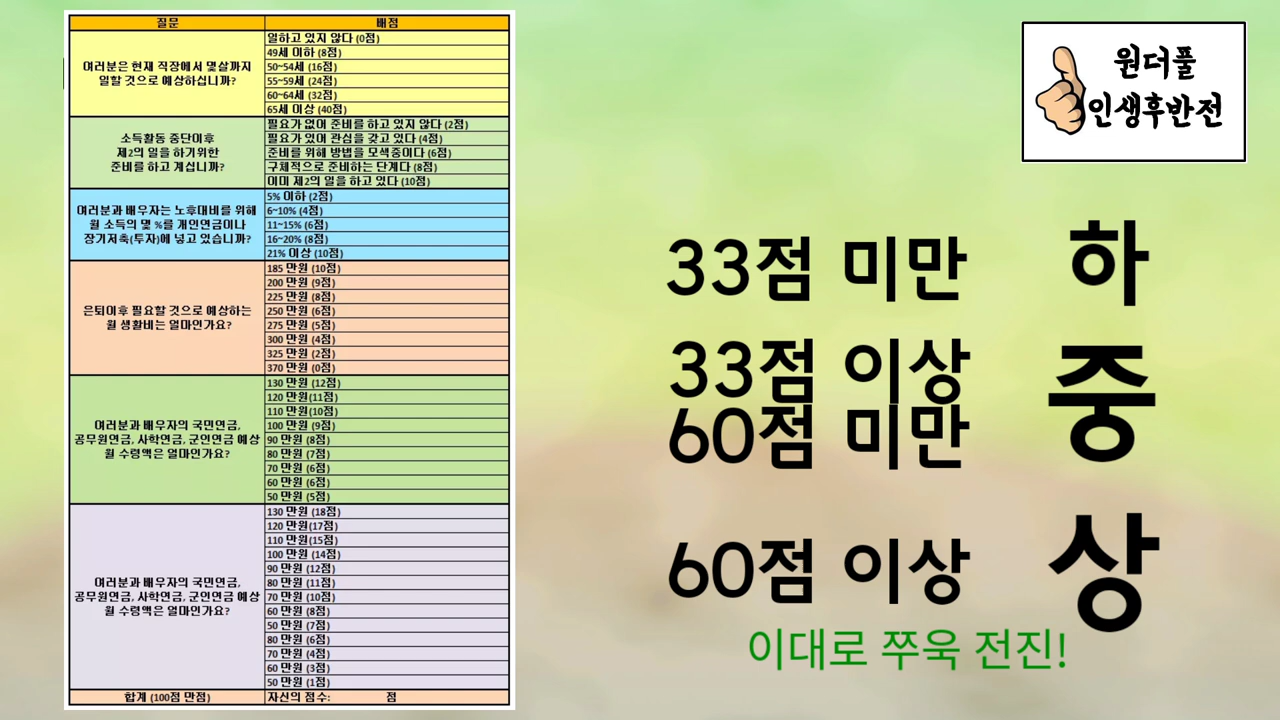 질문 배점
여러분은 현재 직장에서 몇살까지
일할 것으로 예상하십니까?
일하고 있지 않다 (0점)
49세 이하 (8점)
50~54세 (16점)
55~59세 (24점)
60~64세 (32점)
65세 이상 (40점)
소득활동 중단이후
제2의 일을 하기위한
준비를 하고 계십니까?
필요가 없어 준비를 하고 있지 않다 (2점)
필요가 있어 관심을 갖고 있다 (4점)
준비를 위해 방법을 모색중이다 (6점)
구체적으로 준비하는 단계다 (8점)
이미 제2의 일을 하고 있다 (10점)
여러분과 배우자는 노후대비를 위해
월 소득의 몇 %를 개인연금이나
장기저축(투자)에 넣고 있습니까?
5% 이하 (2점)
6~10% (4점)
11~15% (6점)
16~20% (8점)
21% 이상 (10점)
은퇴이후 필요할 것으로 예상하는
월 생활비는 얼마인가요?
185 만원 (10점)
200 만원 (9점)
225 만원 (8점)
250 만원 (6점)
275 만원 (5점)
300 만원 (4점)
325 만원 (2점)
370 만원 (0점)
여러분과 배우자의 국민연금,
공무원연금, 사학연금, 군인연금 예상
월 수령액은 얼마인가요?
130 만원 (12점)
120 만원(11점)
110 만원(10점)
100 만원 (9점)
90 만원 (8점)
80 만원 (7점)
70 만원 (6점)
60 만원 (6점)
50 만원 (5점)
여러분과 배우자의 국민연금,
공무원연금, 사학연금, 군인연금 예상
월 수령액은 얼마인가요?
130 만원 (18점)
120 만원(17점)
110 만원(15점)
100 만원 (14점)
90 만원 (12점)
80 만원 (11점)
70 만원 (10점)
60 만원 (8점)
50 만원 (7점)
80 만원 (6점)
70 만원 (4점)
60 만원 (3점)
50 만원 (1점)
합계 (100점 만점) 자신의 점수: 점
원더풀
인생후반전
33점 미만 하
33점 이상
60점 미만 중
60점 이상 상
이대로 쭈욱 전진!